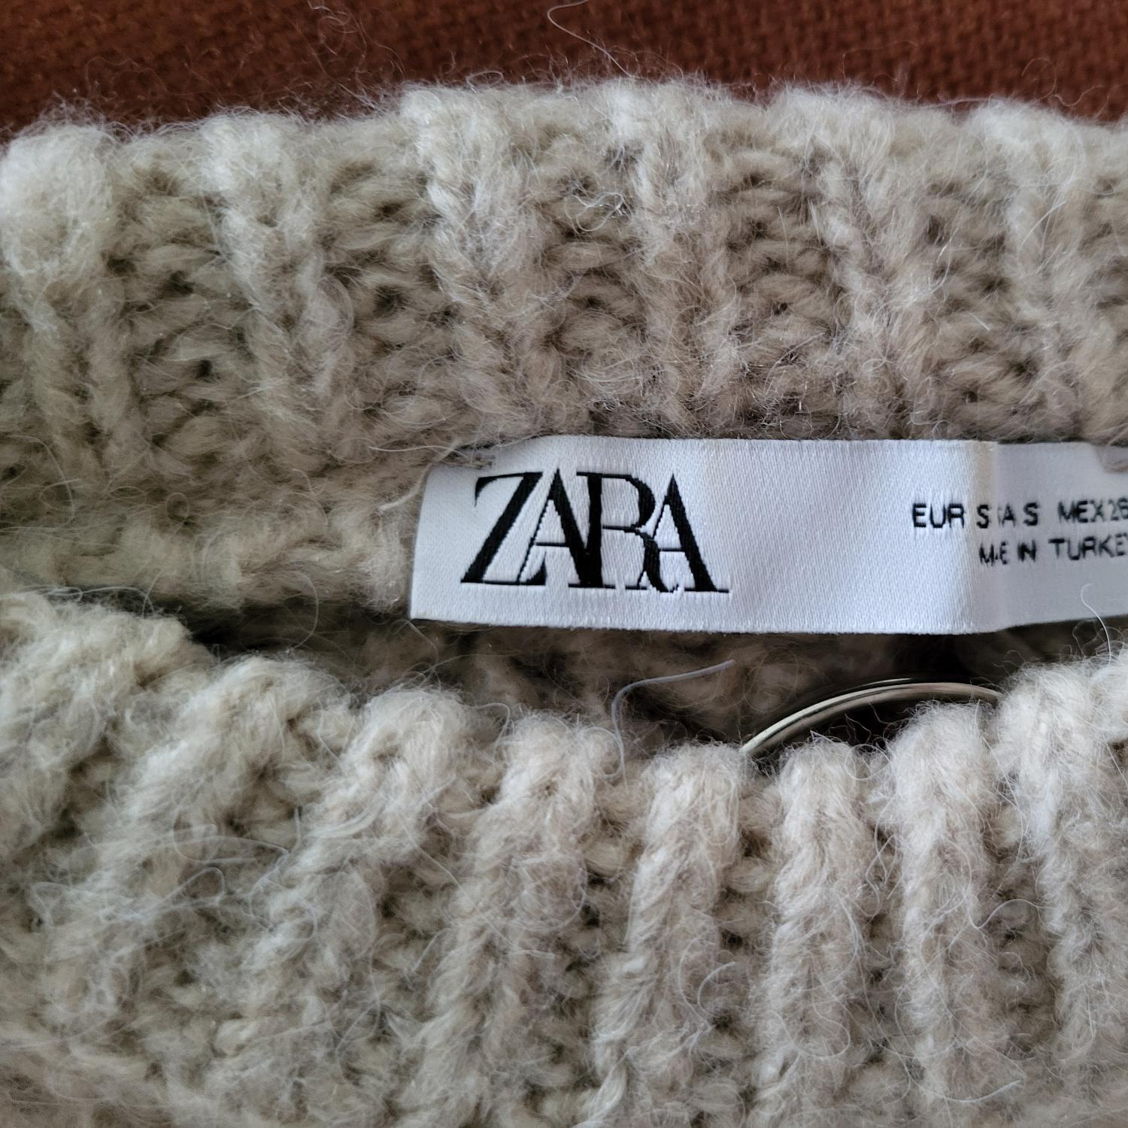 ZARA
EUR S A S MEX 26
M E IN TURKEY